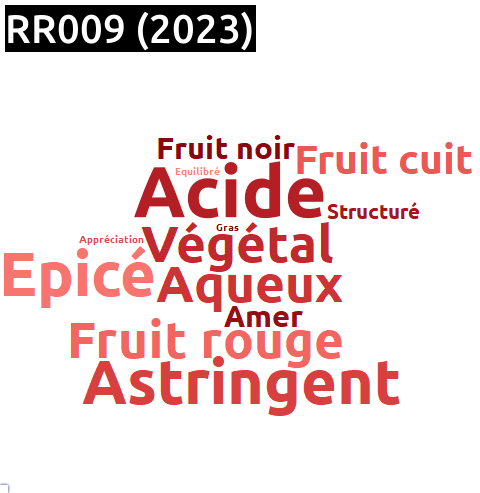 RR009 (2023)
Fruit noir
Fruit cuit
Equilibré
Acide
Structuré
Gras
Appréciation
Végétal
Epicé
Aqueux
Amer
Fruit rouge
Astringent